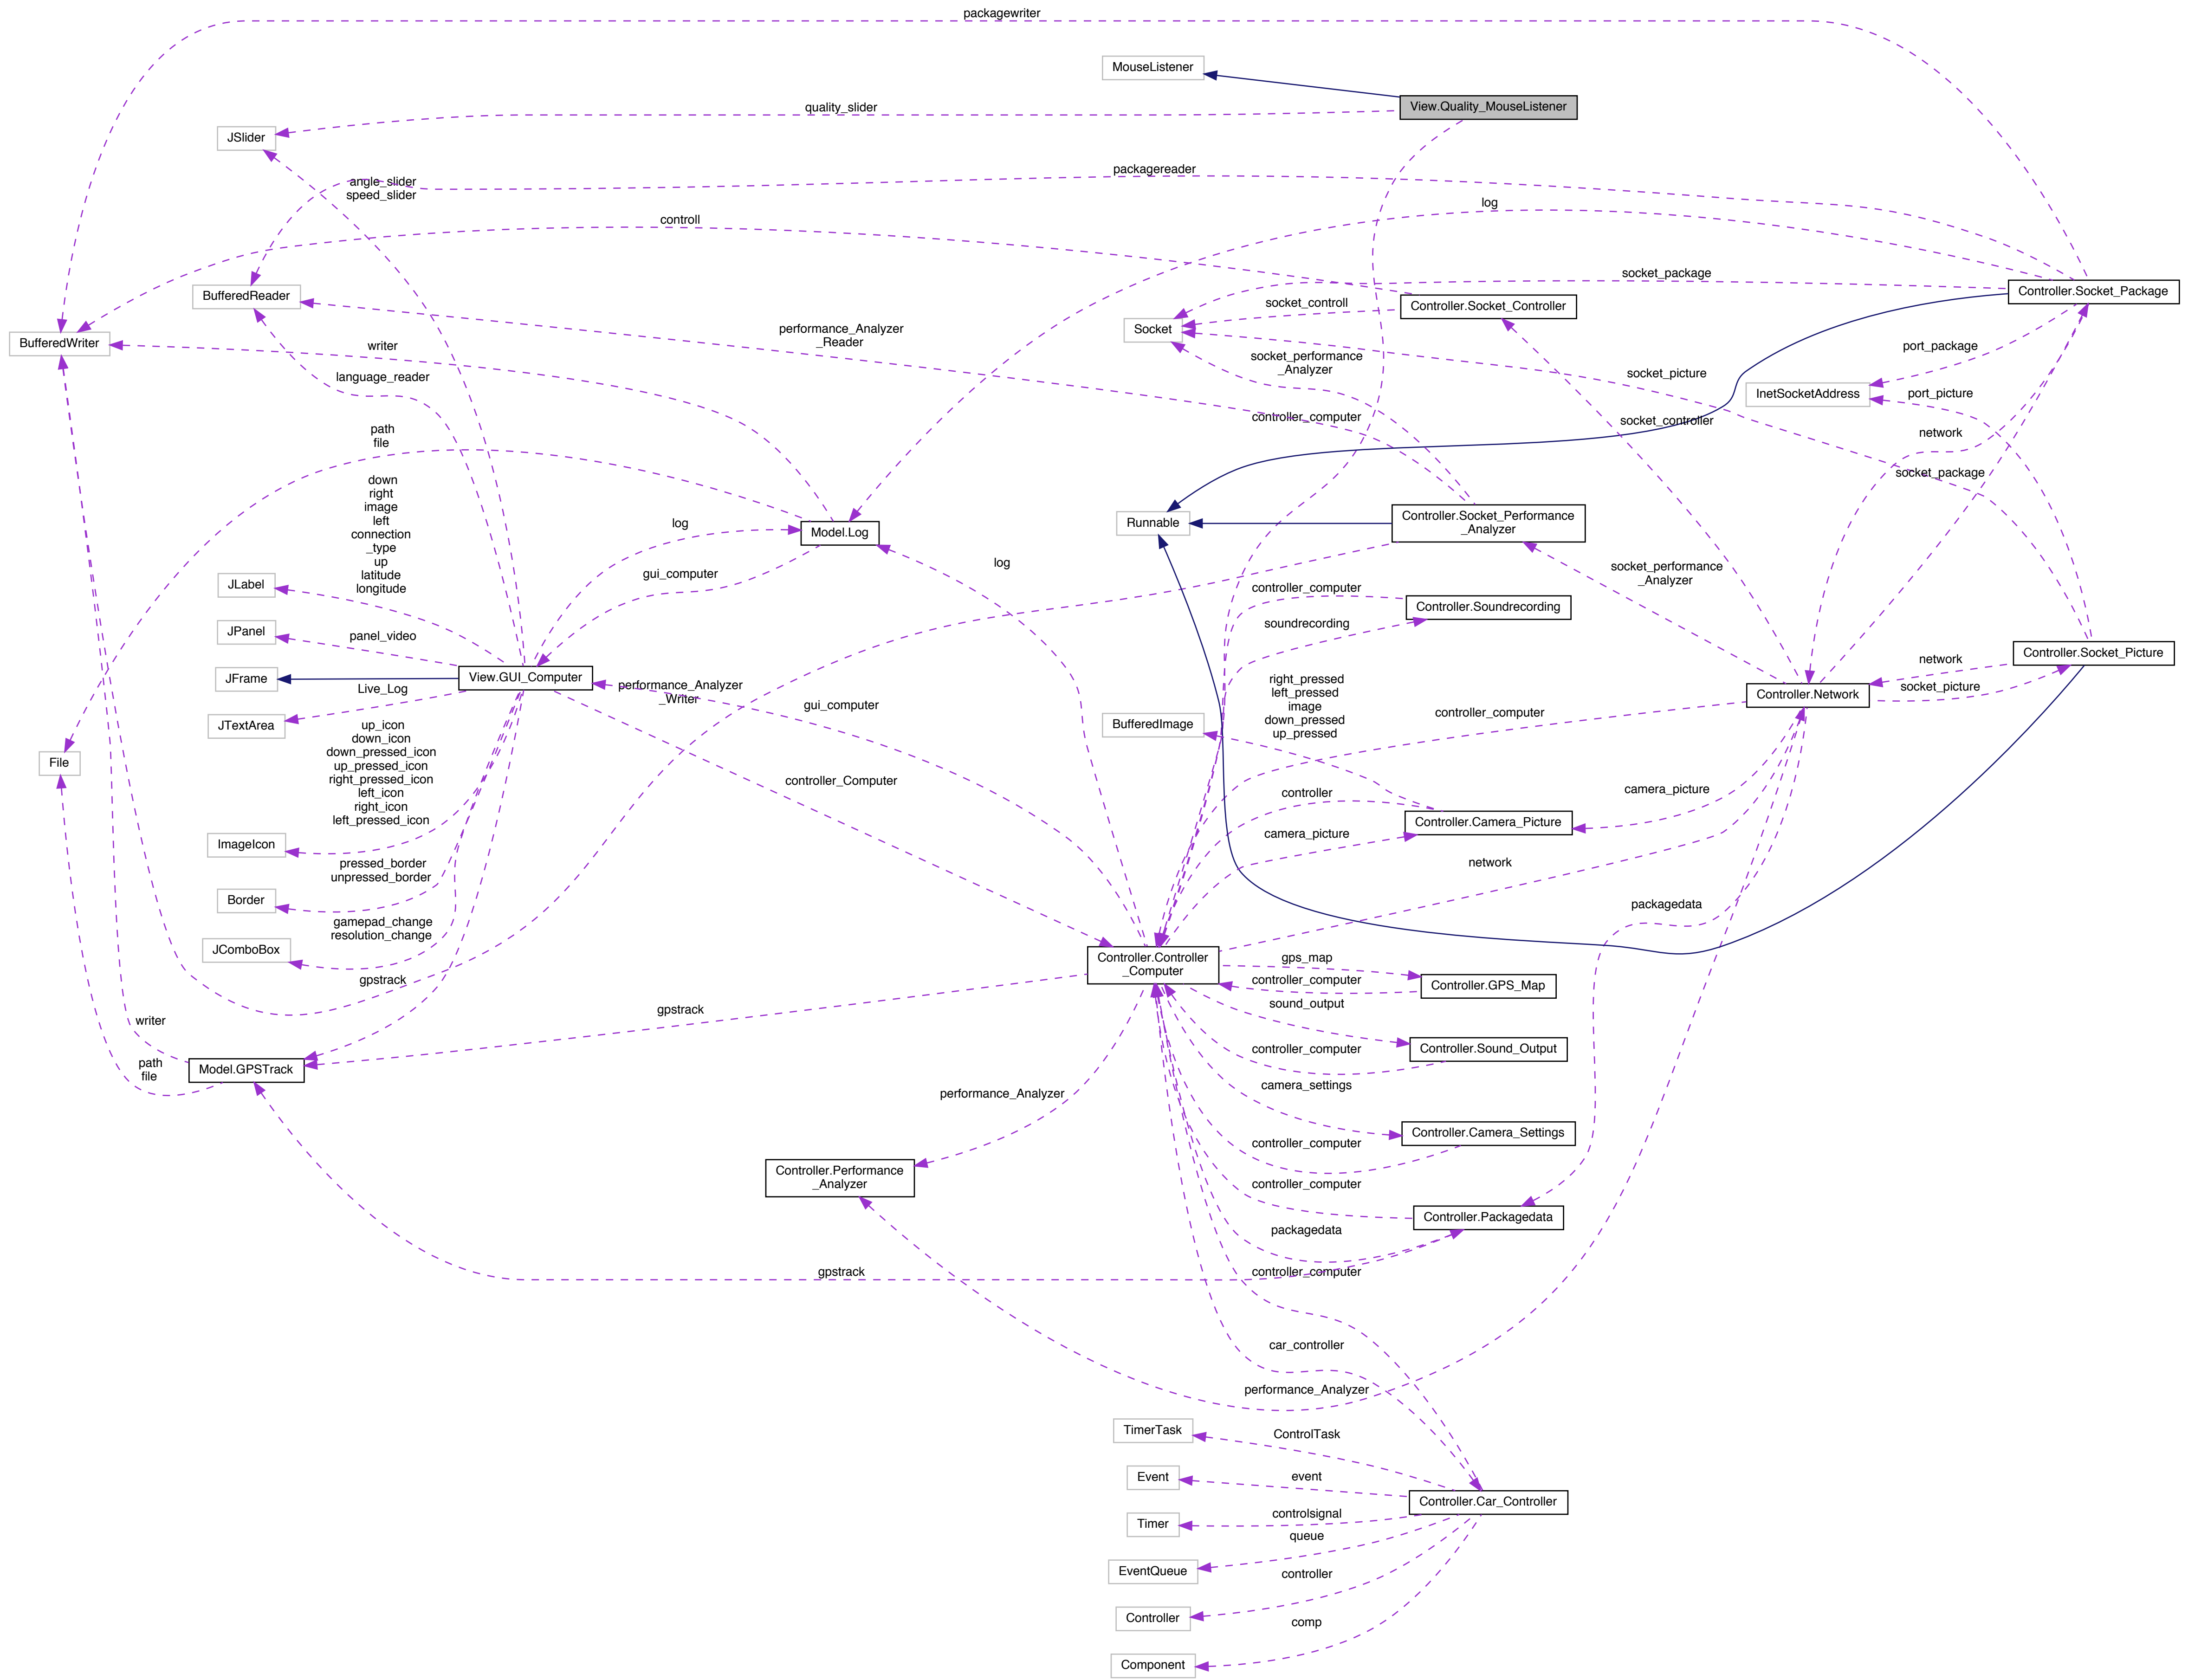 packagewriter
MouseListener
View.Quality_MouseListener
quality_slider
JSlider
packagereader
angle_slider
speed_slider
log
controll
socket_package
Controller.Socket_Package
BufferedReader
socket_controll
Controller.Socket_Controller
Socket
performance_Analyzer
_Reader
BufferedWriter
writer
port_package
socket_performance
_Analyzer
language_reader
socket_picture
InetSocketAddress
port_picture
controller_computer
socket_controller
path
file
network
socket_package
down
right
image
left
connection
_type
up
latitude
longitude
log
Model.Log
Runnable
Controller.Socket_Performance
_Analyzer
log
socket_performance
_Analyzer
gui_computer
JLabel
controller_computer
Controller.Soundrecording
soundrecording
JPanel
panel_video
Controller.Socket_Picture
network
JFrame
View.GUI_Computer
Live_Log
performance_Analyzer
_Writer
right_pressed
left_pressed
image
down_pressed
up_pressed
Controller.Network
socket_picture
gui_computer
controller_computer
JTextArea
BufferedImage
up_icon
down_icon
down_pressed_icon
up_pressed_icon
right_pressed_icon
left_icon
right_icon
left_pressed_icon
File
controller_Computer
controller
camera_picture
Controller.Camera_Picture
camera_picture
ImageIcon
network
pressed_border
unpressed_border
Border
packagedata
gamepad_change
resolution_change
JComboBox
Controller.Controller
_Computer
gps_map
controller_computer
Controller.GPS_Map
gpstrack
gpstrack
sound_output
writer
controller_computer
Controller.Sound_Output
path
file
Model.GPSTrack
performance_Analyzer
camera_settings
Controller.Camera_Settings
controller_computer
Controller.Performance
_Analyzer
controller_computer
Controller.Packagedata
packagedata
gpstrack
controller_computer
car_controller
performance_Analyzer
TimerTask
ControlTask
Event
event
Controller.Car_Controller
Timer
controlsignal
queue
EventQueue
controller
Controller
comp
Component